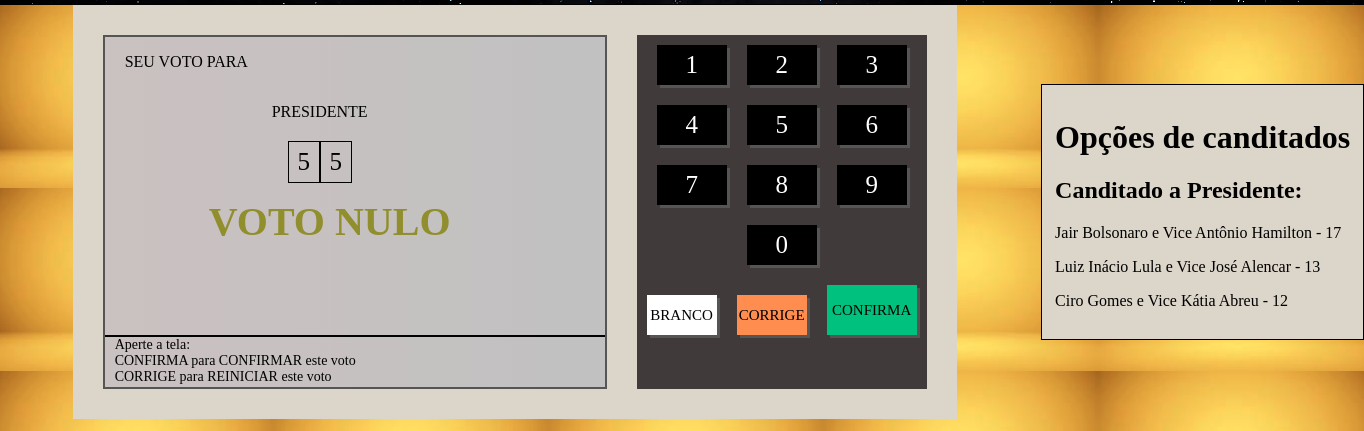 SEU VOTO PARA
PRESIDENTE
5 5
VOTO NULO
Aperte a tela:
CONFIRMA para CONFIRMAR este voto
CORRIGE para REINICIAR este voto
1 2 3
4 5 6
7 8 9
0
BRANCO CORRIGE CONFIRMA
Opções de canditados
Canditado a Presidente:
Jair Bolsonaro e Vice Antônio Hamilton - 17
Luiz Inácio Lula e Vice José Alencar - 13
Ciro Gomes e Vice Kátia Abreu - 12